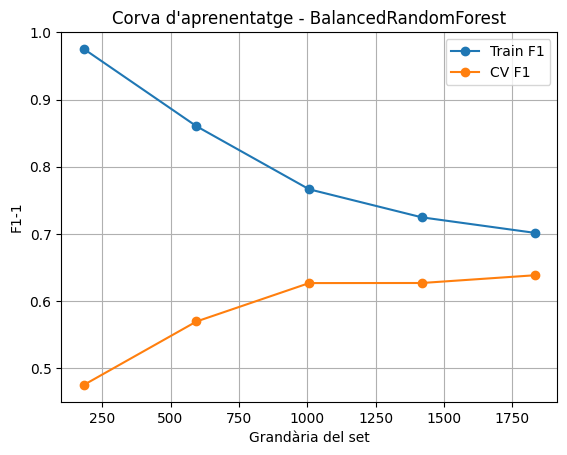 Corva d'aprenentatge - BalancedRandomForest
Train F1
CV F1
1.0
0.9
0.8
0.7
0.6
0.5
F1-1
250
500
750
1000
1250
1500
1750
Grandària del set